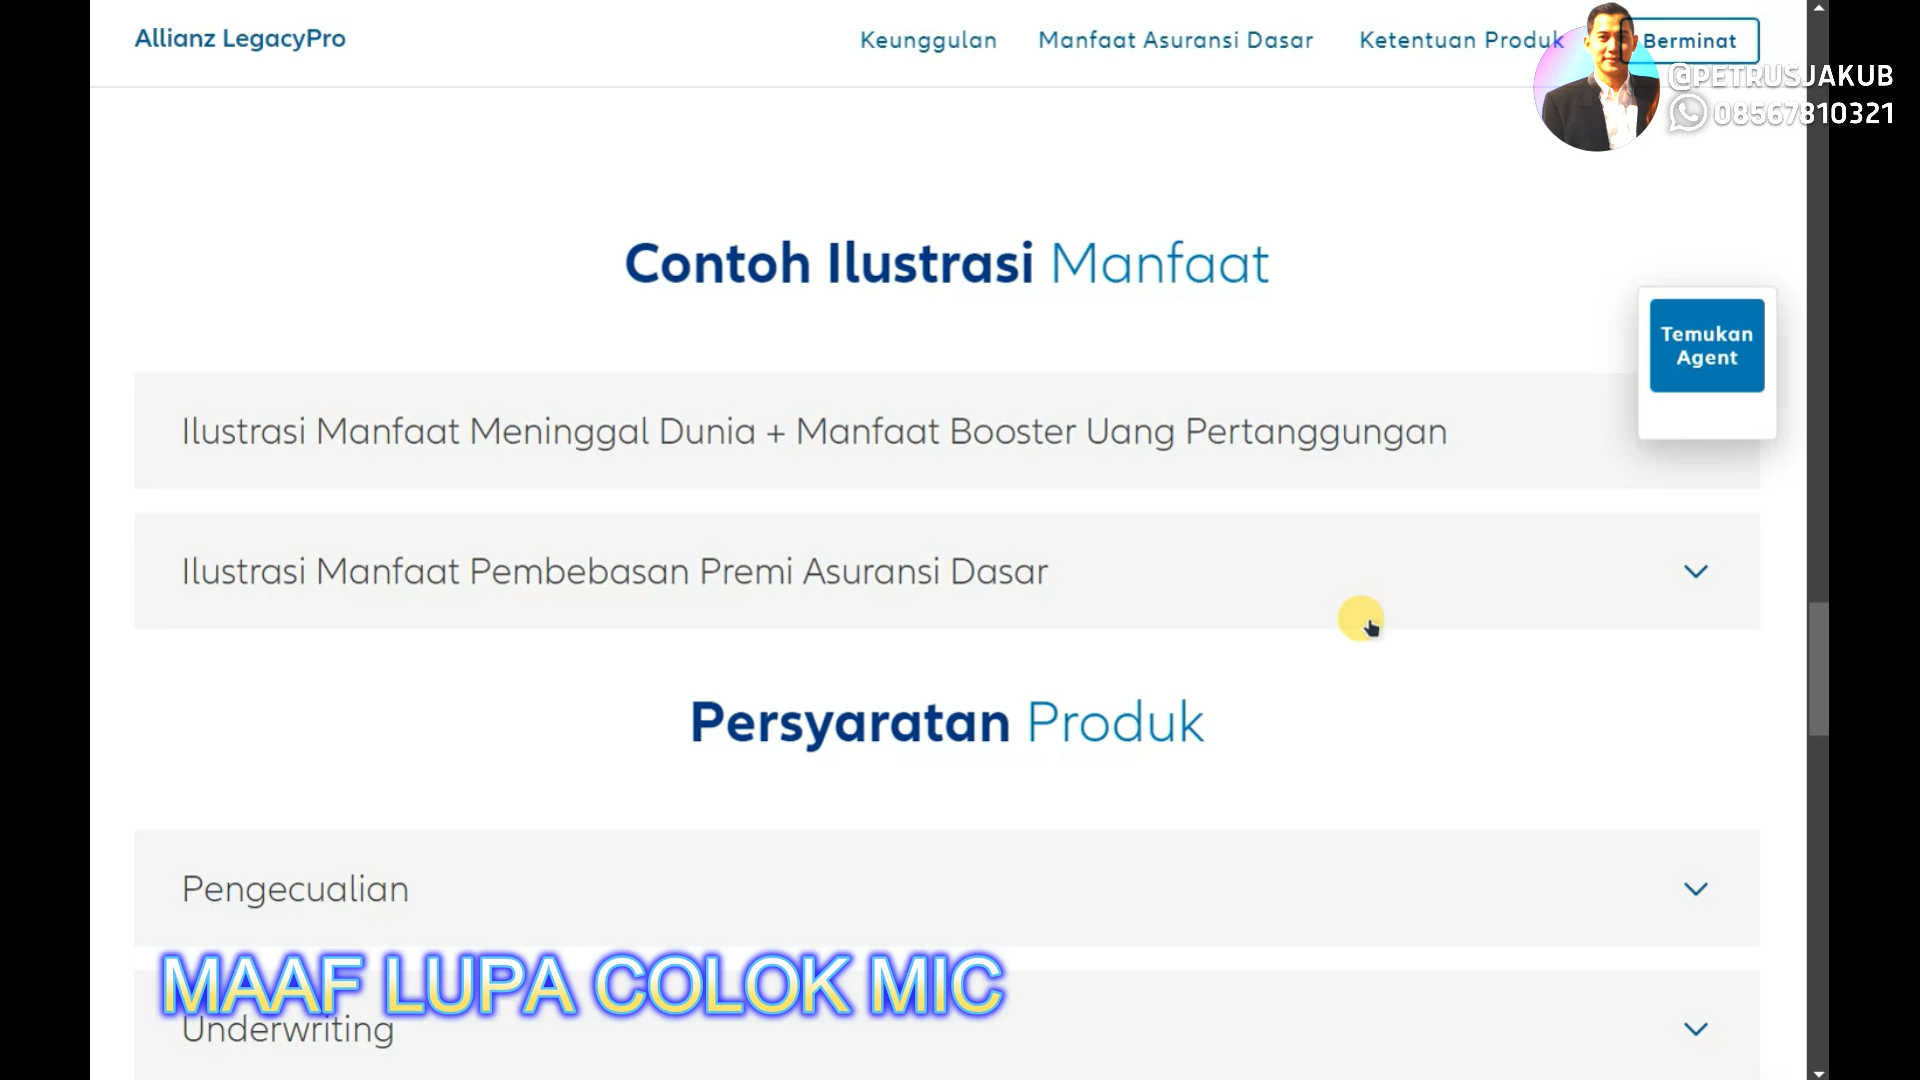 Allianz LegacyPro
Keunggulan
Manfaat Asuransi Dasar
Ketentuan Produk
Berminat
@PETRUSJAKUB
08567810321
Contoh Ilustrasi Manfaat
Temukan
Agent
Ilustrasi Manfaat Meninggal Dunia + Manfaat Booster Uang Pertanggungan
Ilustrasi Manfaat Pembebasan Premi Asuransi Dasar
Persyaratan Produk
Pengecualian
MAAF LUPA COLOK MIC
Underwriting